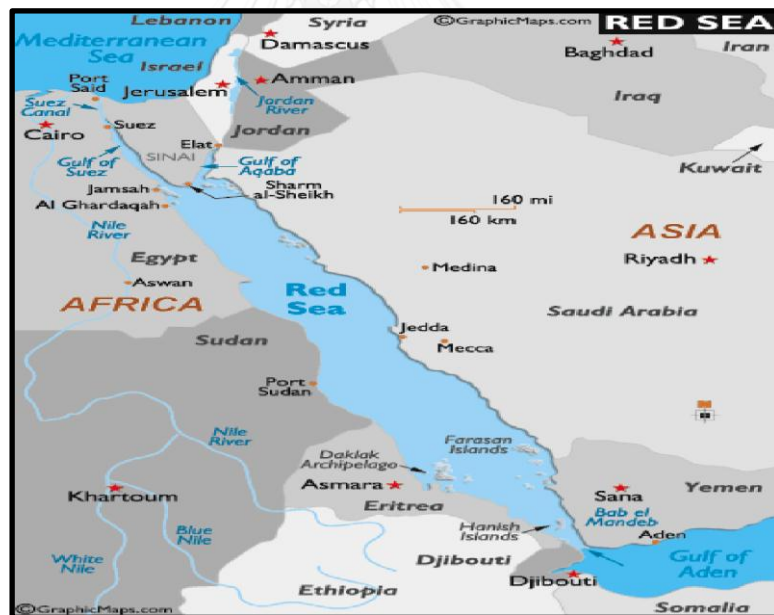 ©GraphicMaps.com RED SEA
Lebanon
Syria
Mediterranean
Sea
Damascus
Baghdad
Iran
Israel
Port
Said
Jerusalem
Amman
Iraq
Suez
Canal
Jordan
River
Cairo
Suez
Jordan
Elat
SINAI
Gulf of
Suez
Gulf of
Aqaba
Kuwait
Jamsah
Sharm
al-Sheikh
Al Ghardaqah
160 mi
160 km
Nile
River
ASIA
Egypt
Medina
Riyadh
Aswan
Red
Sea
AFRICA
Saudi Arabia
Jedda
Mecca
Sudan
Port
Sudan
Nile
River
Farasan
Islands
Daklak
Archipelago
Khartoum
Asmara
Sana
Yemen
Eritrea
Bab el
Mandeb
Blue
Nile
Hanish
Islands
Aden
White
Nile
Djibouti
Gulf of
Aden
Djibouti
Ethiopia
Somalia
©GraphicMaps.com